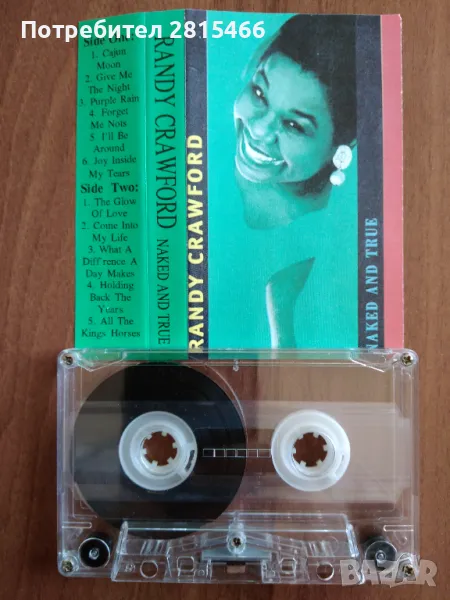 Потребител 2815466
Side One:
1. Cajun
Moon
2. Give Me
The Night
3. Purple Rain
4. Forget
Me Nots
5. I'll Be
Around
6. Joy Inside
My Tears
Side Two:
1. The Glow
Of Love
2. Come Into
My Life
3. What A
Diff'rence A
Day Makes
4. Holding
Back The
Years
5. All The
Kings Horses
RANDY CRAWFORD NAKED AND TRUE
RANDY CRAWFORD
NAKED AND TRUE
BAZAR